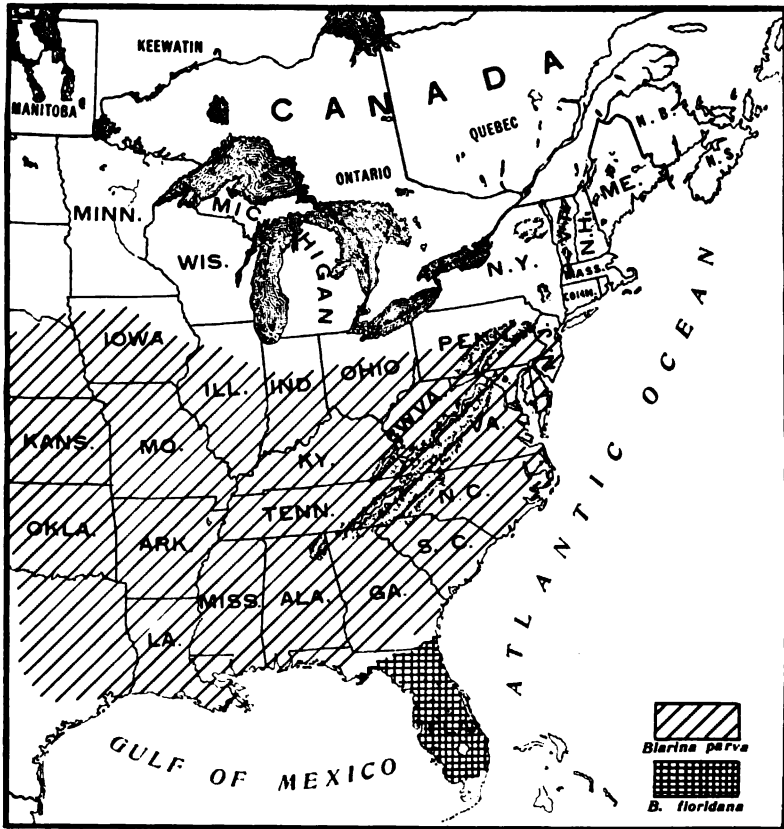 KEEWATIN
MANITOBA
CANADA
QUEBEC
N.B.
N.S.
ONTARIO
ME.
MINN.
MICHIGAN
WIS.
N.Y.
N.H.
MASS.
CONN.
IOWA
PENN.
ILL.
IND.
OHIO
W.VA.
VA.
KANS.
MO.
KY.
N.C.
TENN.
OKLA.
ARK.
S. C.
MISS.
ALA.
GA.
LA.
ATLANTIC OCEAN
GULF OF MEXICO
Blarina parva
B. floridana